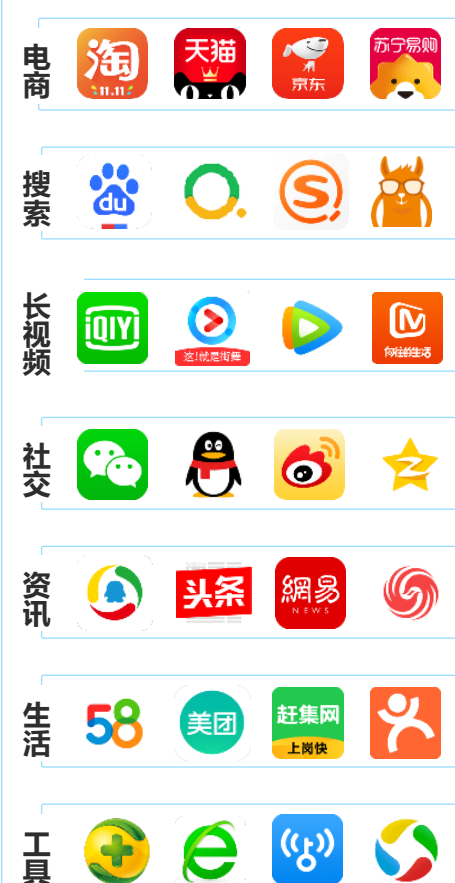 电商
淘
11.11
天猫
京东
苏宁易购
搜索
du
S
长视频
iQIYI
这!就是街舞
向往的生活
社交
资讯
头条
網易
NEWS
生活
58
美团
赶集网
上岗快
工具